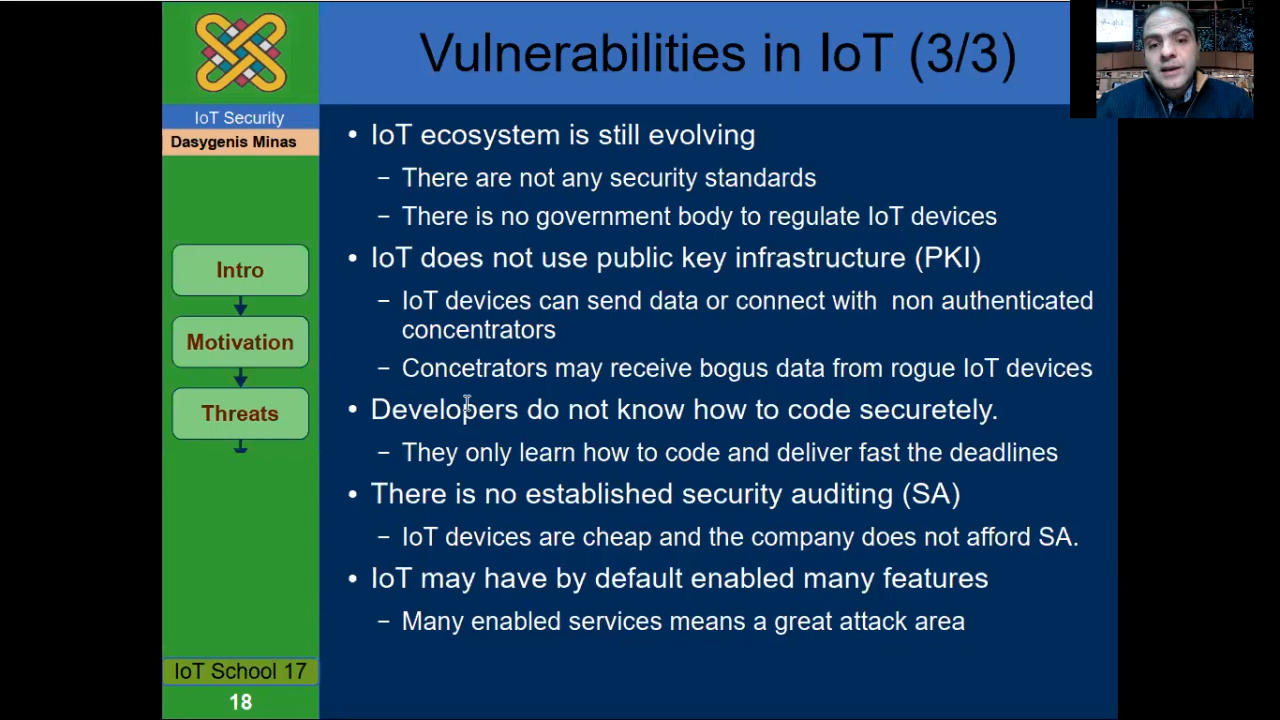 Vulnerabilities in IoT (3/3)
IoT Security
Dasygenis Minas
Intro
Motivation
Threats
• IoT ecosystem is still evolving
– There are not any security standards
– There is no government body to regulate IoT devices
• IoT does not use public key infrastructure (PKI)
– IoT devices can send data or connect with non authenticated
concentrators
– Concetrators may receive bogus data from rogue IoT devices
• Developers do not know how to code securetely.
– They only learn how to code and deliver fast the deadlines
• There is no established security auditing (SA)
– IoT devices are cheap and the company does not afford SA.
• IoT may have by default enabled many features
– Many enabled services means a great attack area
IoT School 17
18